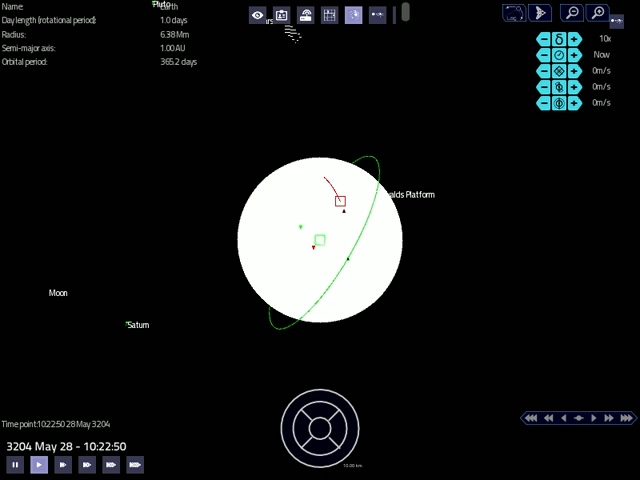 Name: Earth
Day length (rotational period): 1.0 days
Radius: 6.38 Mm
Semi-major axis: 1.00 AU
Orbital period: 365.2 days
Pluto
10x
Now
0m/s
0m/s
0m/s
alds Platform
Moon
Saturn
Time point: 10:22:50 28 May 3204
3204 May 28 - 10:22:50
10.00 km